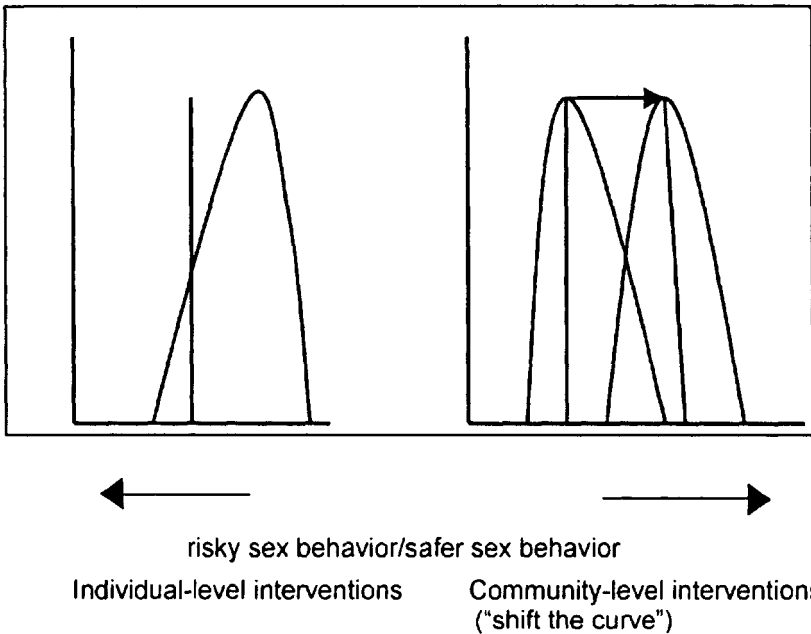 risky sex behavior/safer sex behavior
Individual-level interventions
Community-level interventions
("shift the curve")